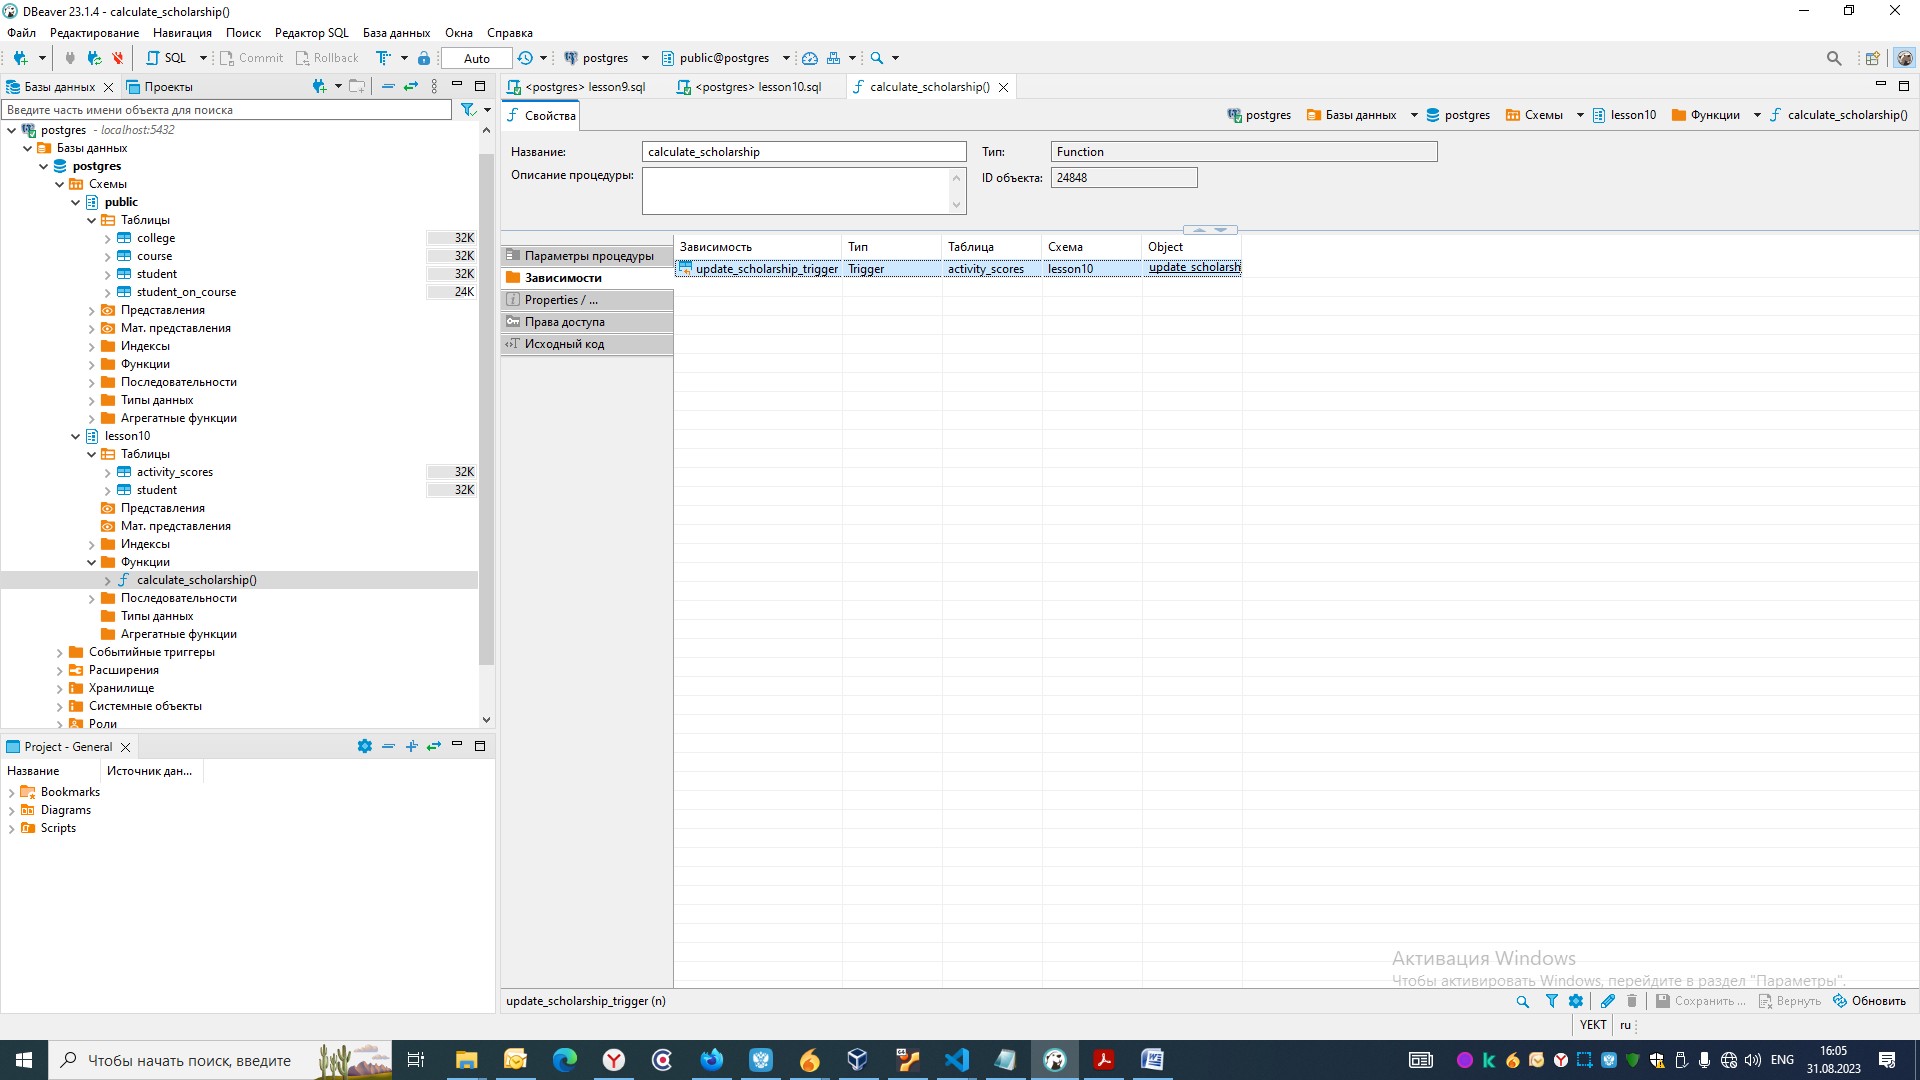 DBeaver 23.1.4 - calculate_scholarship()
Файл Редактирование Навигация Поиск Редактор SQL База данных Окна Справка
SQL Commit Rollback Auto postgres public@postgres
Базы данных Проекты
Введите часть имени объекта для поиска
postgres - localhost:5432
Базы данных
postgres
Схемы
public
Таблицы
college 32K
course 32K
student 32K
student_on_course 24K
Представления
Мат. представления
Индексы
Функции
Последовательности
Типы данных
Агрегатные функции
lesson10
Таблицы
activity_scores 32K
student 32K
Представления
Мат. представления
Индексы
Функции
calculate_scholarship()
Последовательности
Типы данных
Агрегатные функции
Событийные триггеры
Расширения
Хранилище
Системные объекты
Роли
Project - General
Название Источник дан...
Bookmarks
Diagrams
Scripts
<postgres> lesson9.sql <postgres> lesson10.sql calculate_scholarship()
Свойства postgres Базы данных postgres Схемы lesson10 Функции calculate_scholarship()
Название: calculate_scholarship Тип: Function
Описание процедуры: ID объекта: 24848
Параметры процедуры
Зависимости
Properties / ...
Права доступа
Исходный код
Зависимость Тип Таблица Схема Object
update_scholarship_trigger Trigger activity_scores lesson10 update_scholarsh
Активация Windows
Чтобы активировать Windows, перейдите в раздел "Параметры".
update_scholarship_trigger (n) Сохранить ... Вернуть Обновить
YEKT ru
Чтобы начать поиск, введите
ENG 16:05
31.08.2023